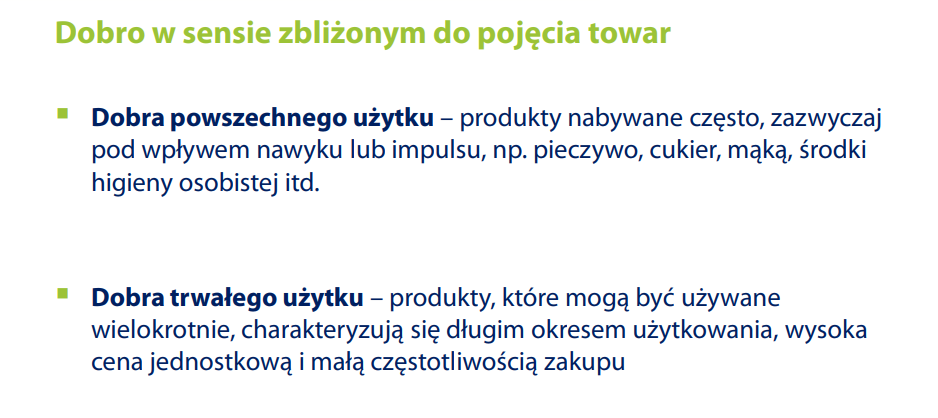 Dobro w sensie zbliżonym do pojęcia towar
▪ Dobra powszechnego użytku – produkty nabywane często, zazwyczaj
pod wpływem nawyku lub impulsu, np. pieczywo, cukier, mąką, środki
higieny osobistej itd.
▪ Dobra trwałego użytku – produkty, które mogą być używane
wielokrotnie, charakteryzują się długim okresem użytkowania, wysoka
cena jednostkową i małą częstotliwością zakupu